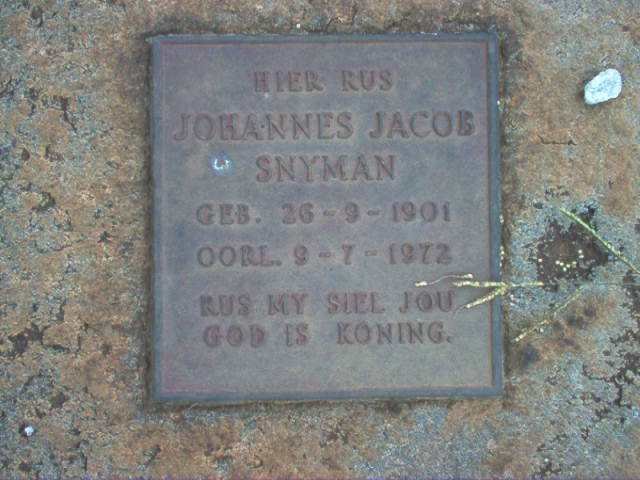 HIER RUS
JOHANNES JACOB
SNYMAN
GEB. 26-9-1901
OORL. 9-7-1972
RUS MY SIEL JOU
GOD IS KONING.